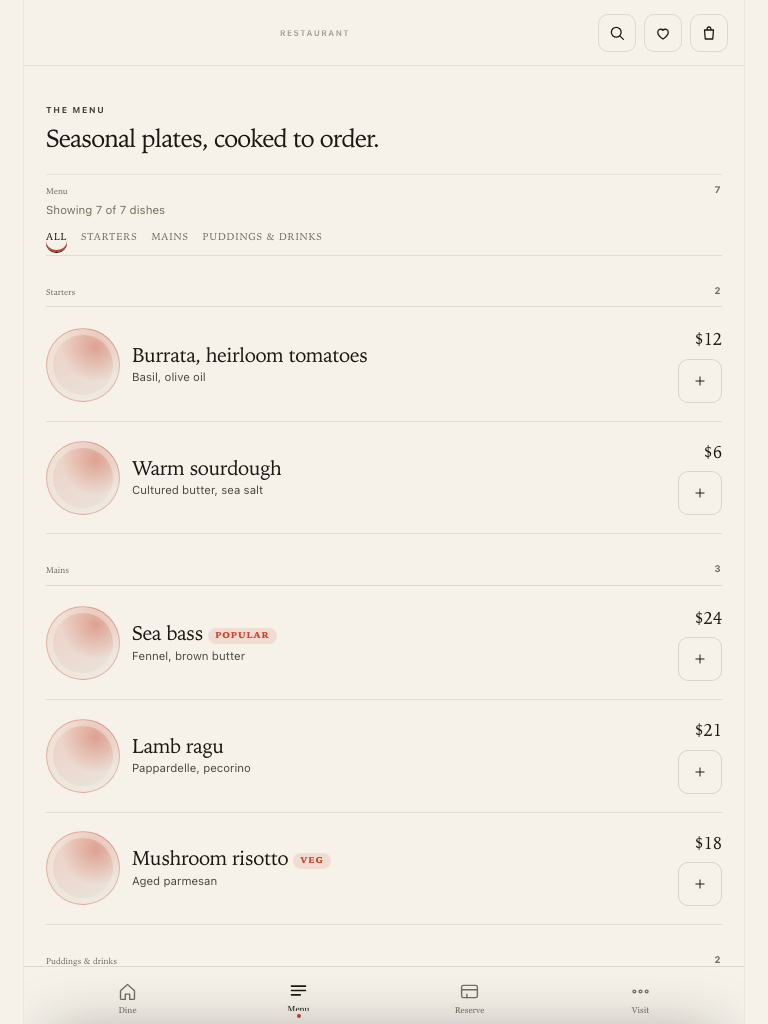 RESTAURANT
THE MENU
Seasonal plates, cooked to order.
Menu 7
Showing 7 of 7 dishes
ALL STARTERS MAINS PUDDINGS & DRINKS
Starters 2
Burrata, heirloom tomatoes $12
Basil, olive oil
+
Warm sourdough $6
Cultured butter, sea salt
+
Mains 3
Sea bass POPULAR $24
Fennel, brown butter
+
Lamb ragu $21
Pappardelle, pecorino
+
Mushroom risotto VEG $18
Aged parmesan
+
Puddings & drinks 2
Dine Menu Reserve Visit